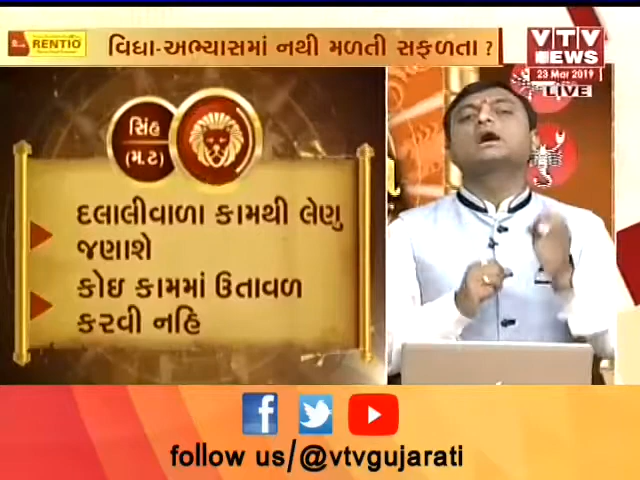 RENTIO
વિધા-અભ્યાસમાં નથી મળતી સફળતા ?
VTV
NEWS
23 Mar 2019
LIVE
સિંહ
(મ.ટ)
દલાલીવાળા કામથી લેણુ
જણાશે
કોઇ કામમાં ઉતાવળ
કરવી નહિ
follow us/@vtvgujarati